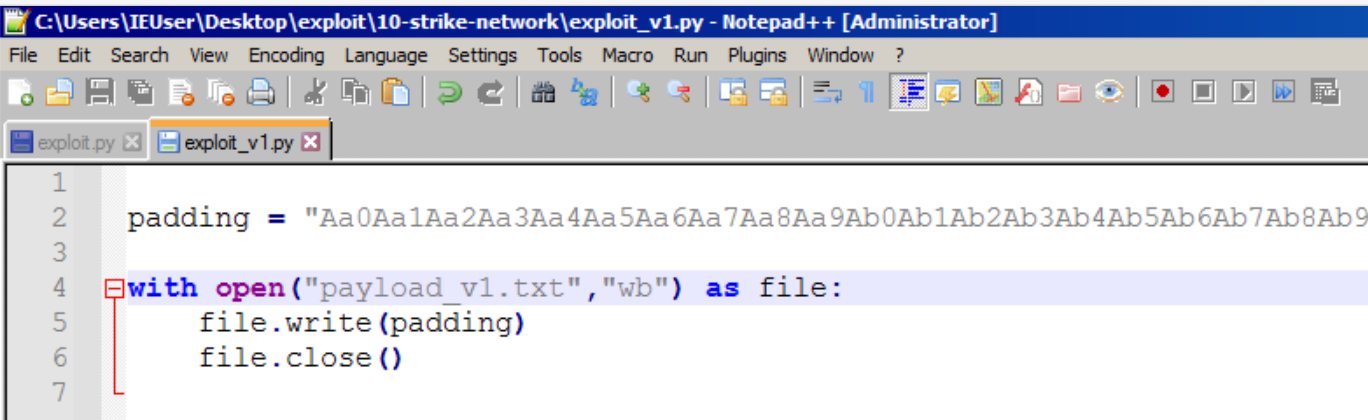 C:\Users\IEUser\Desktop\exploit\10-strike-network\exploit_v1.py - Notepad++ [Administrator]
File Edit Search View Encoding Language Settings Tools Macro Run Plugins Window ?
exploit.py exploit_v1.py
1
2 padding = "Aa0Aa1Aa2Aa3Aa4Aa5Aa6Aa7Aa8Aa9Ab0Ab1Ab2Ab3Ab4Ab5Ab6Ab7Ab8Ab9
3
4 with open("payload_v1.txt","wb") as file:
5 file.write(padding)
6 file.close()
7